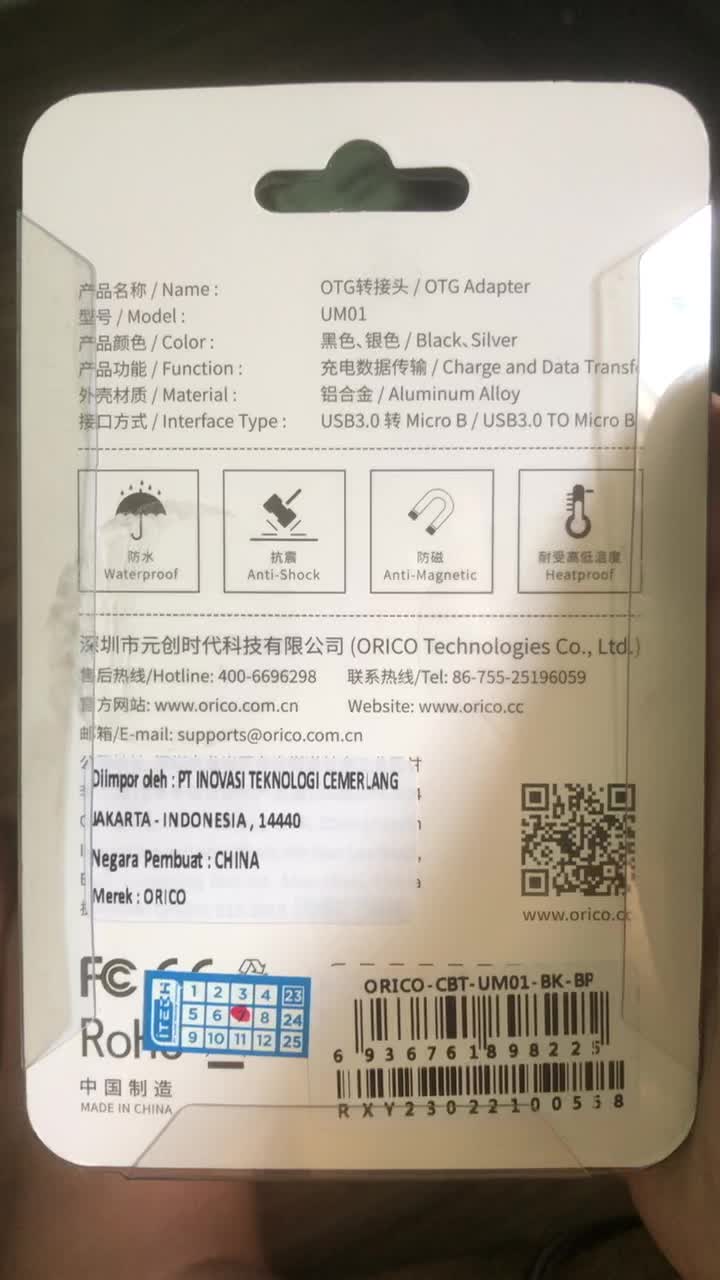 产品名称 / Name : OTG转接头 / OTG Adapter
型号 / Model : UM01
产品颜色 / Color : 黑色、银色 / Black、Silver
产品功能 / Function : 充电数据传输 / Charge and Data Transf
外壳材质 / Material : 铝合金 / Aluminum Alloy
接口方式 / Interface Type : USB3.0 转 Micro B / USB3.0 TO Micro B
防水 抗震 防磁 耐受高低温度
Waterproof Anti-Shock Anti-Magnetic Heatproof
深圳市元创时代科技有限公司 (ORICO Technologies Co., Ltd.)
售后热线/Hotline: 400-6696298 联系热线/Tel: 86-755-25196059
官方网站: www.orico.com.cn Website: www.orico.cc
邮箱/E-mail: supports@orico.com.cn
Diimpor oleh : PT INOVASI TEKNOLOGI CEMERLANG
JAKARTA - INDONESIA , 14440
Negara Pembuat : CHINA
Merek : ORICO
www.orico.cc
FC
ITECH
1 2 3 4 23
5 6 7 8 24
9 10 11 12 25
RoHS
中国制造
MADE IN CHINA
ORICO-CBT-UM01-BK-BP
6 936761 898225
RXY23022100558